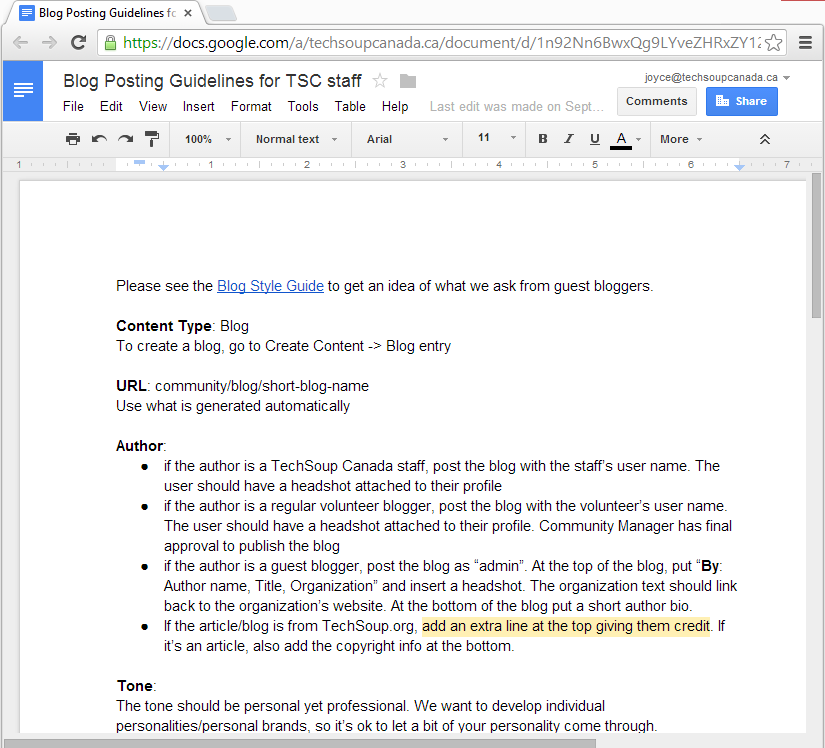 Blog Posting Guidelines fo
https://docs.google.com/a/techsoupcanada.ca/document/d/1n92Nn6BwxQg9LYveZHRxZY12
Blog Posting Guidelines for TSC staff
joyce@techsoupcanada.ca
File Edit View Insert Format Tools Table Help Last edit was made on Sept...
Comments Share
100% Normal text Arial 11 B I U A More
1 1 2 3 4 5 6 7
Please see the Blog Style Guide to get an idea of what we ask from guest bloggers.
Content Type: Blog
To create a blog, go to Create Content -> Blog entry
URL: community/blog/short-blog-name
Use what is generated automatically
Author:
● if the author is a TechSoup Canada staff, post the blog with the staff's user name. The
user should have a headshot attached to their profile
● if the author is a regular volunteer blogger, post the blog with the volunteer's user name.
The user should have a headshot attached to their profile. Community Manager has final
approval to publish the blog
● if the author is a guest blogger, post the blog as “admin”. At the top of the blog, put “By:
Author name, Title, Organization” and insert a headshot. The organization text should link
back to the organization's website. At the bottom of the blog put a short author bio.
● If the article/blog is from TechSoup.org, add an extra line at the top giving them credit. If
it's an article, also add the copyright info at the bottom.
Tone:
The tone should be personal yet professional. We want to develop individual
personalities/personal brands, so it's ok to let a bit of your personality come through.